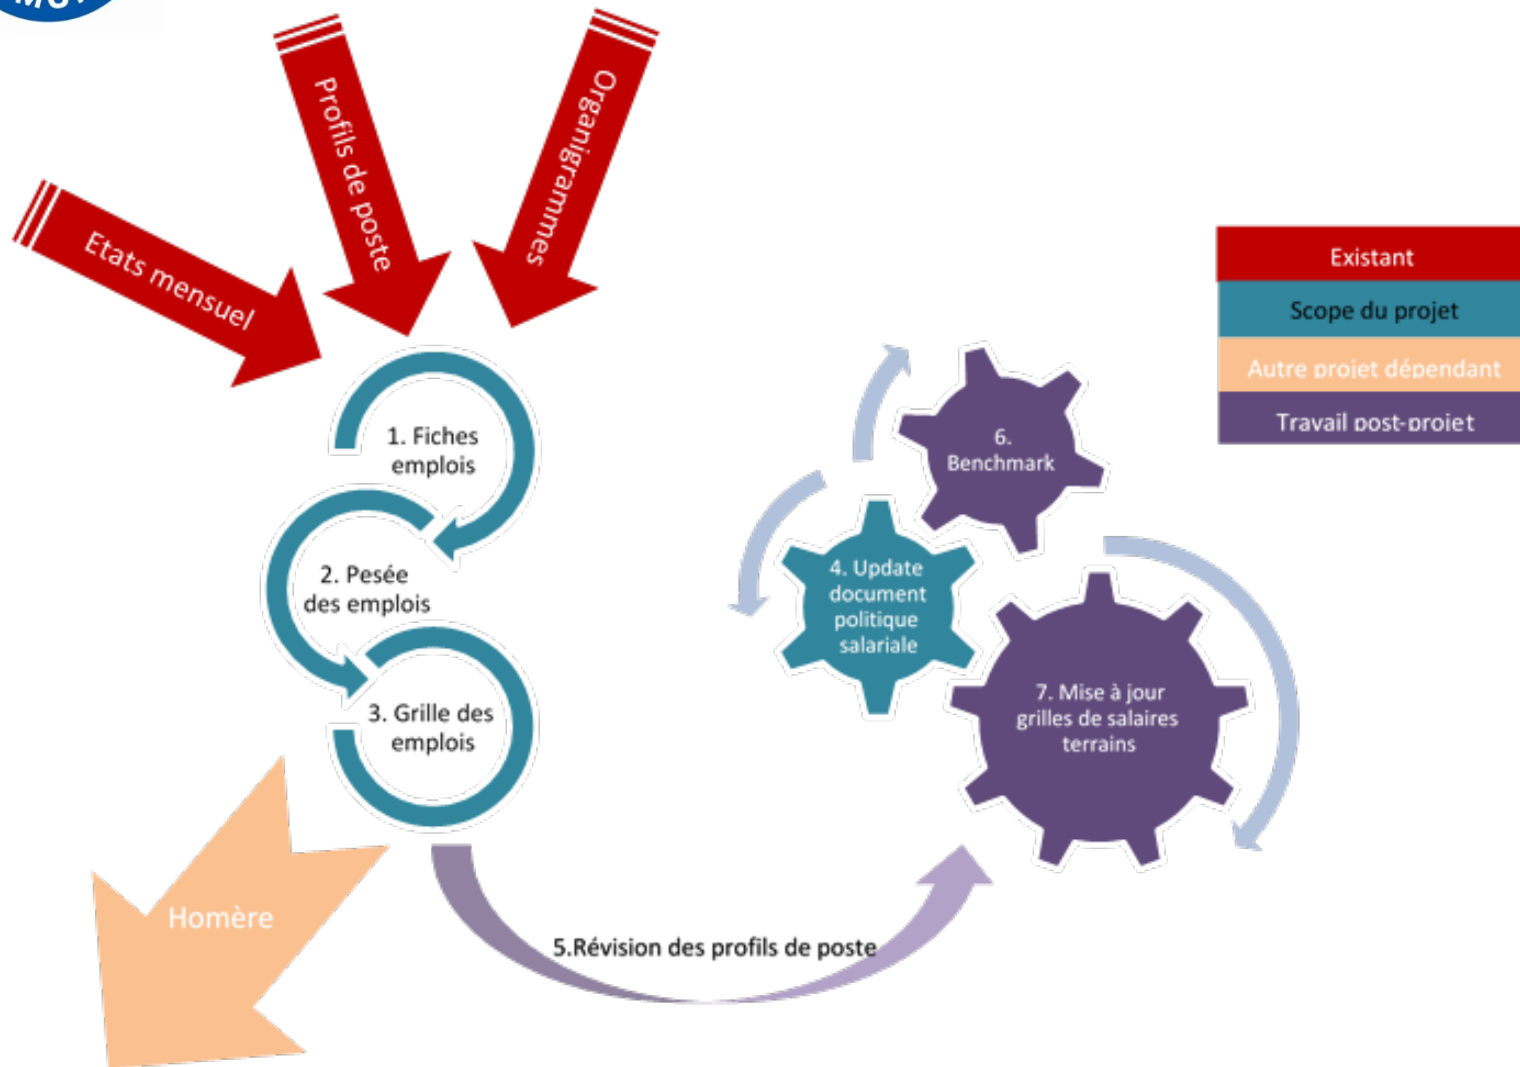 Profils de poste
Organigrammes
Etats mensuel
Existant
Scope du projet
Autre projet dépendant
Travail post-projet
1. Fiches
emplois
2. Pesée
des emplois
3. Grille des
emplois
6.
Benchmark
4. Update
document
politique
salariale
7. Mise à jour
grilles de salaires
terrains
Homère
5.Révision des profils de poste